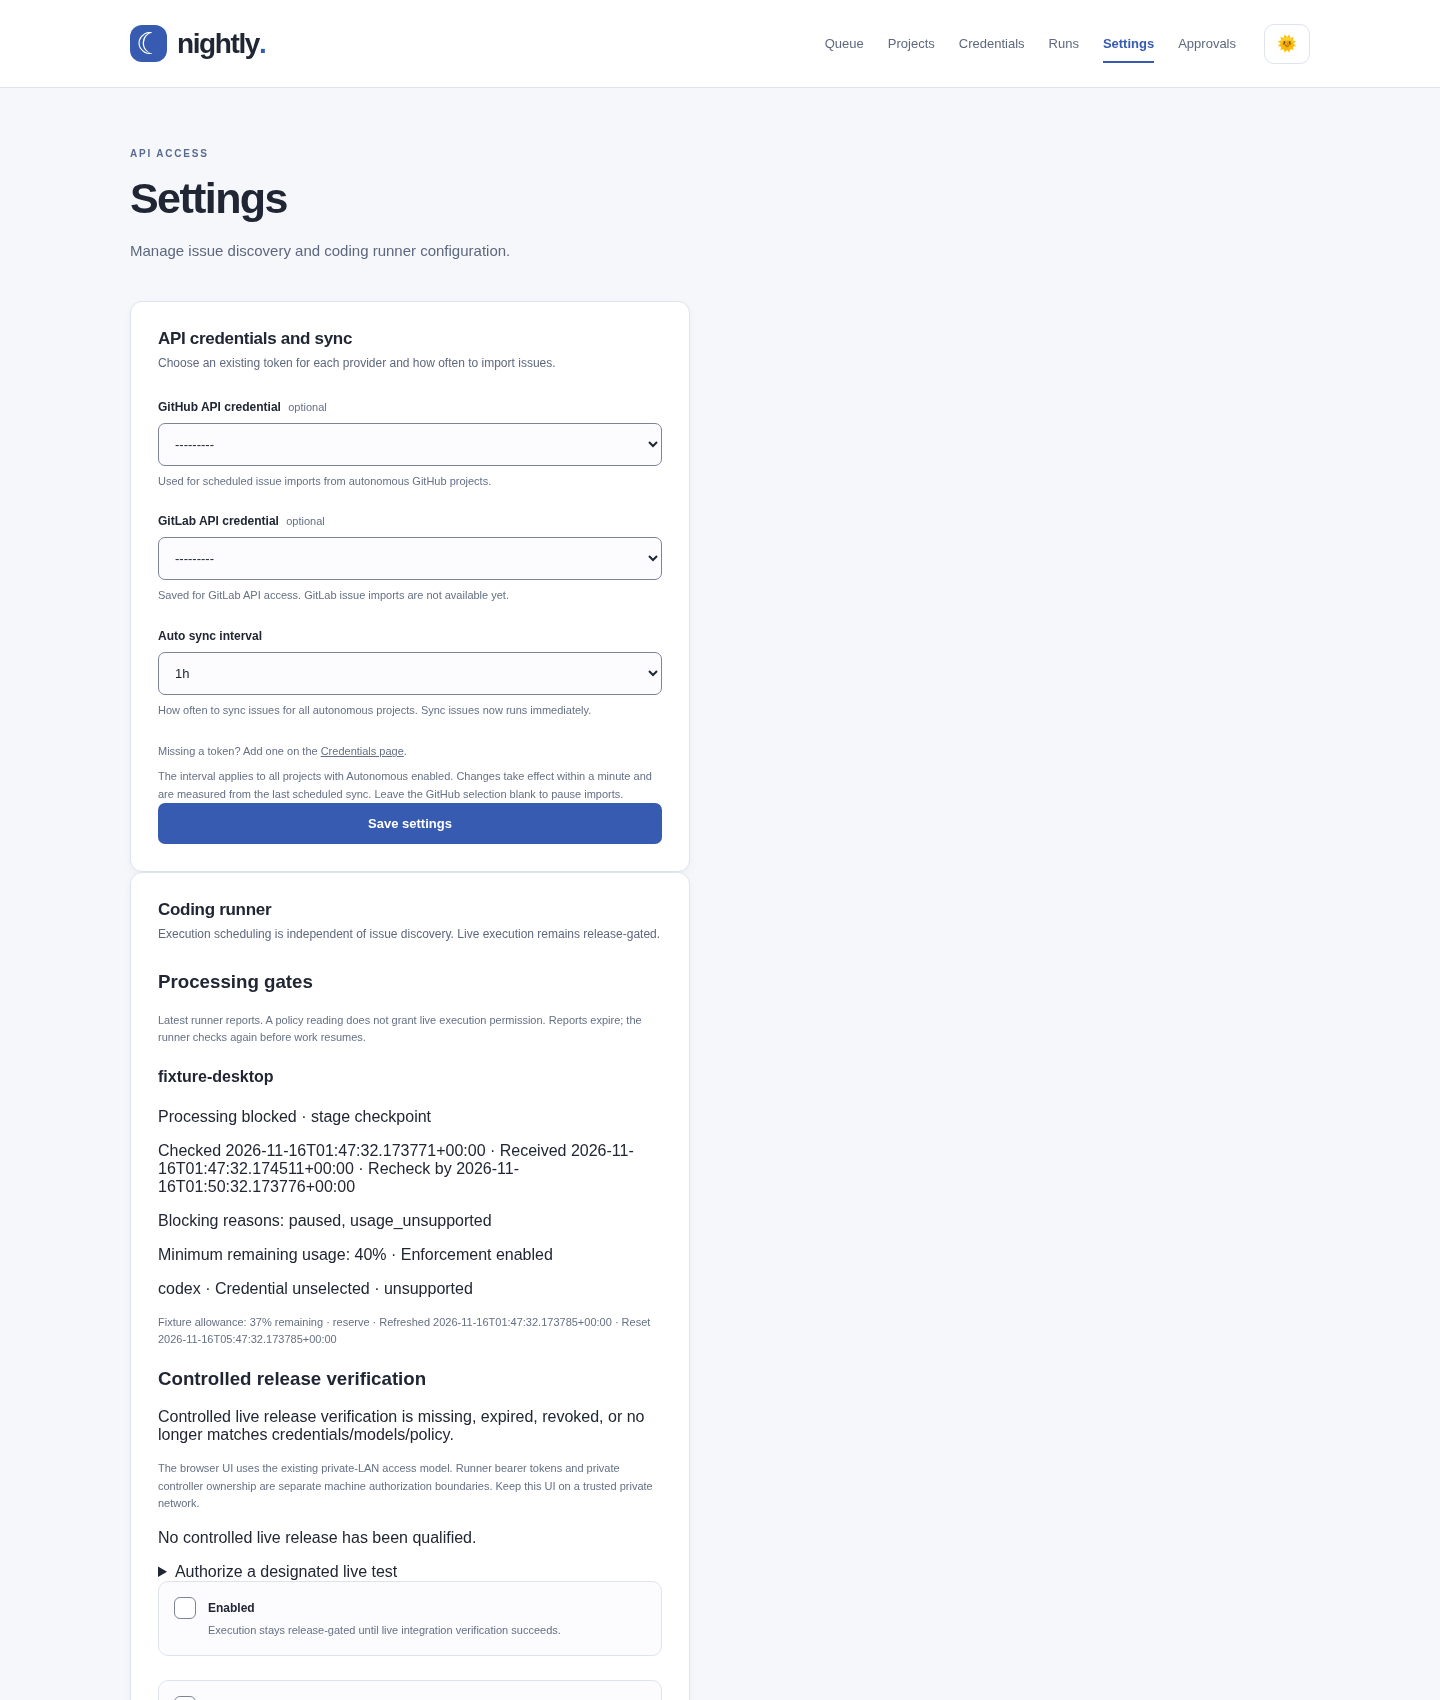 nightly.
Queue Projects Credentials Runs Settings Approvals
API ACCESS
Settings
Manage issue discovery and coding runner configuration.
API credentials and sync
Choose an existing token for each provider and how often to import issues.
GitHub API credential optional
---------
Used for scheduled issue imports from autonomous GitHub projects.
GitLab API credential optional
---------
Saved for GitLab API access. GitLab issue imports are not available yet.
Auto sync interval
1h
How often to sync issues for all autonomous projects. Sync issues now runs immediately.
Missing a token? Add one on the Credentials page.
The interval applies to all projects with Autonomous enabled. Changes take effect within a minute and
are measured from the last scheduled sync. Leave the GitHub selection blank to pause imports.
Save settings
Coding runner
Execution scheduling is independent of issue discovery. Live execution remains release-gated.
Processing gates
Latest runner reports. A policy reading does not grant live execution permission. Reports expire; the
runner checks again before work resumes.
fixture-desktop
Processing blocked · stage checkpoint
Checked 2026-11-16T01:47:32.173771+00:00 · Received 2026-11-
16T01:47:32.174511+00:00 · Recheck by 2026-11-
16T01:50:32.173776+00:00
Blocking reasons: paused, usage_unsupported
Minimum remaining usage: 40% · Enforcement enabled
codex · Credential unselected · unsupported
Fixture allowance: 37% remaining · reserve · Refreshed 2026-11-16T01:47:32.173785+00:00 · Reset
2026-11-16T05:47:32.173785+00:00
Controlled release verification
Controlled live release verification is missing, expired, revoked, or no
longer matches credentials/models/policy.
The browser UI uses the existing private-LAN access model. Runner bearer tokens and private
controller ownership are separate machine authorization boundaries. Keep this UI on a trusted private
network.
No controlled live release has been qualified.
Authorize a designated live test
Enabled
Execution stays release-gated until live integration verification succeeds.